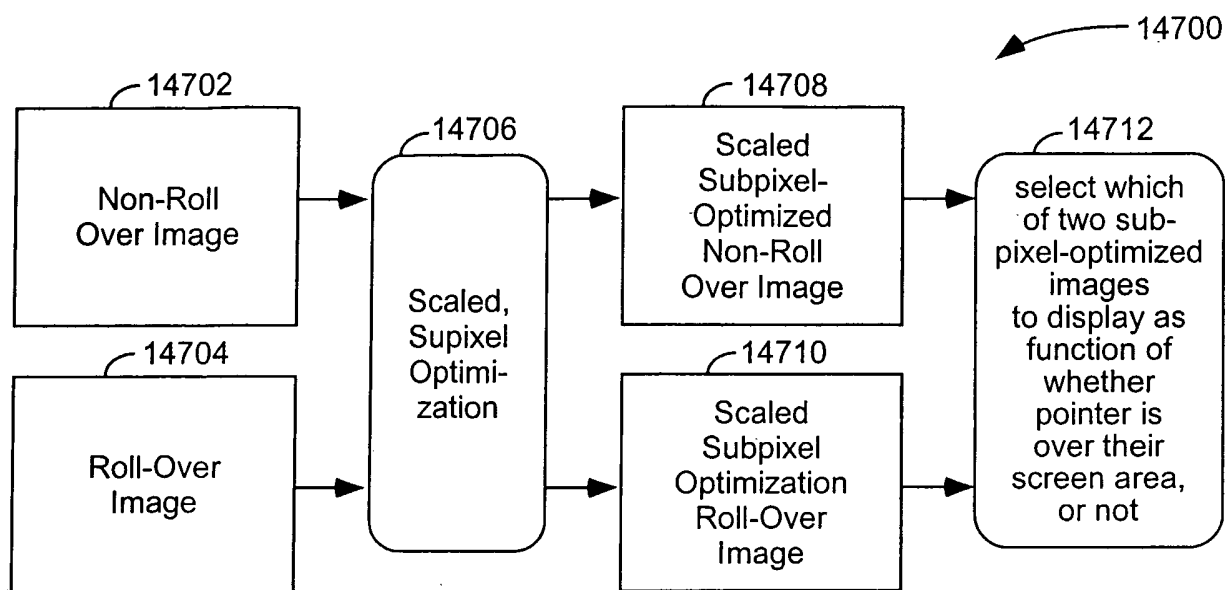 14700
14702
Non-Roll
Over Image
14704
Roll-Over
Image
14706
Scaled,
Supixel
Optimi-
zation
14708
Scaled
Subpixel-
Optimized
Non-Roll
Over Image
14710
Scaled
Subpixel
Optimization
Roll-Over
Image
14712
select which
of two sub-
pixel-optimized
images
to display as
function of
whether
pointer is
over their
screen area,
or not